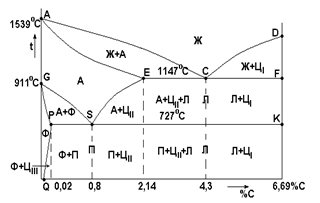 A
1539°C
D
Ж
t
Ж+А
Ж+ЦI
1147°C
E
C
F
G
911°C
А
А+ЦII
А+ЦII+Л
Л
Л+ЦI
А+Ф
S
727°C
P
K
Ф
Ф+П
П
П+ЦII
П+ЦII+Л
Л
Л+ЦI
Ф+ЦIII
Q
0,02
0,8
2,14
4,3
6,69%C
%C